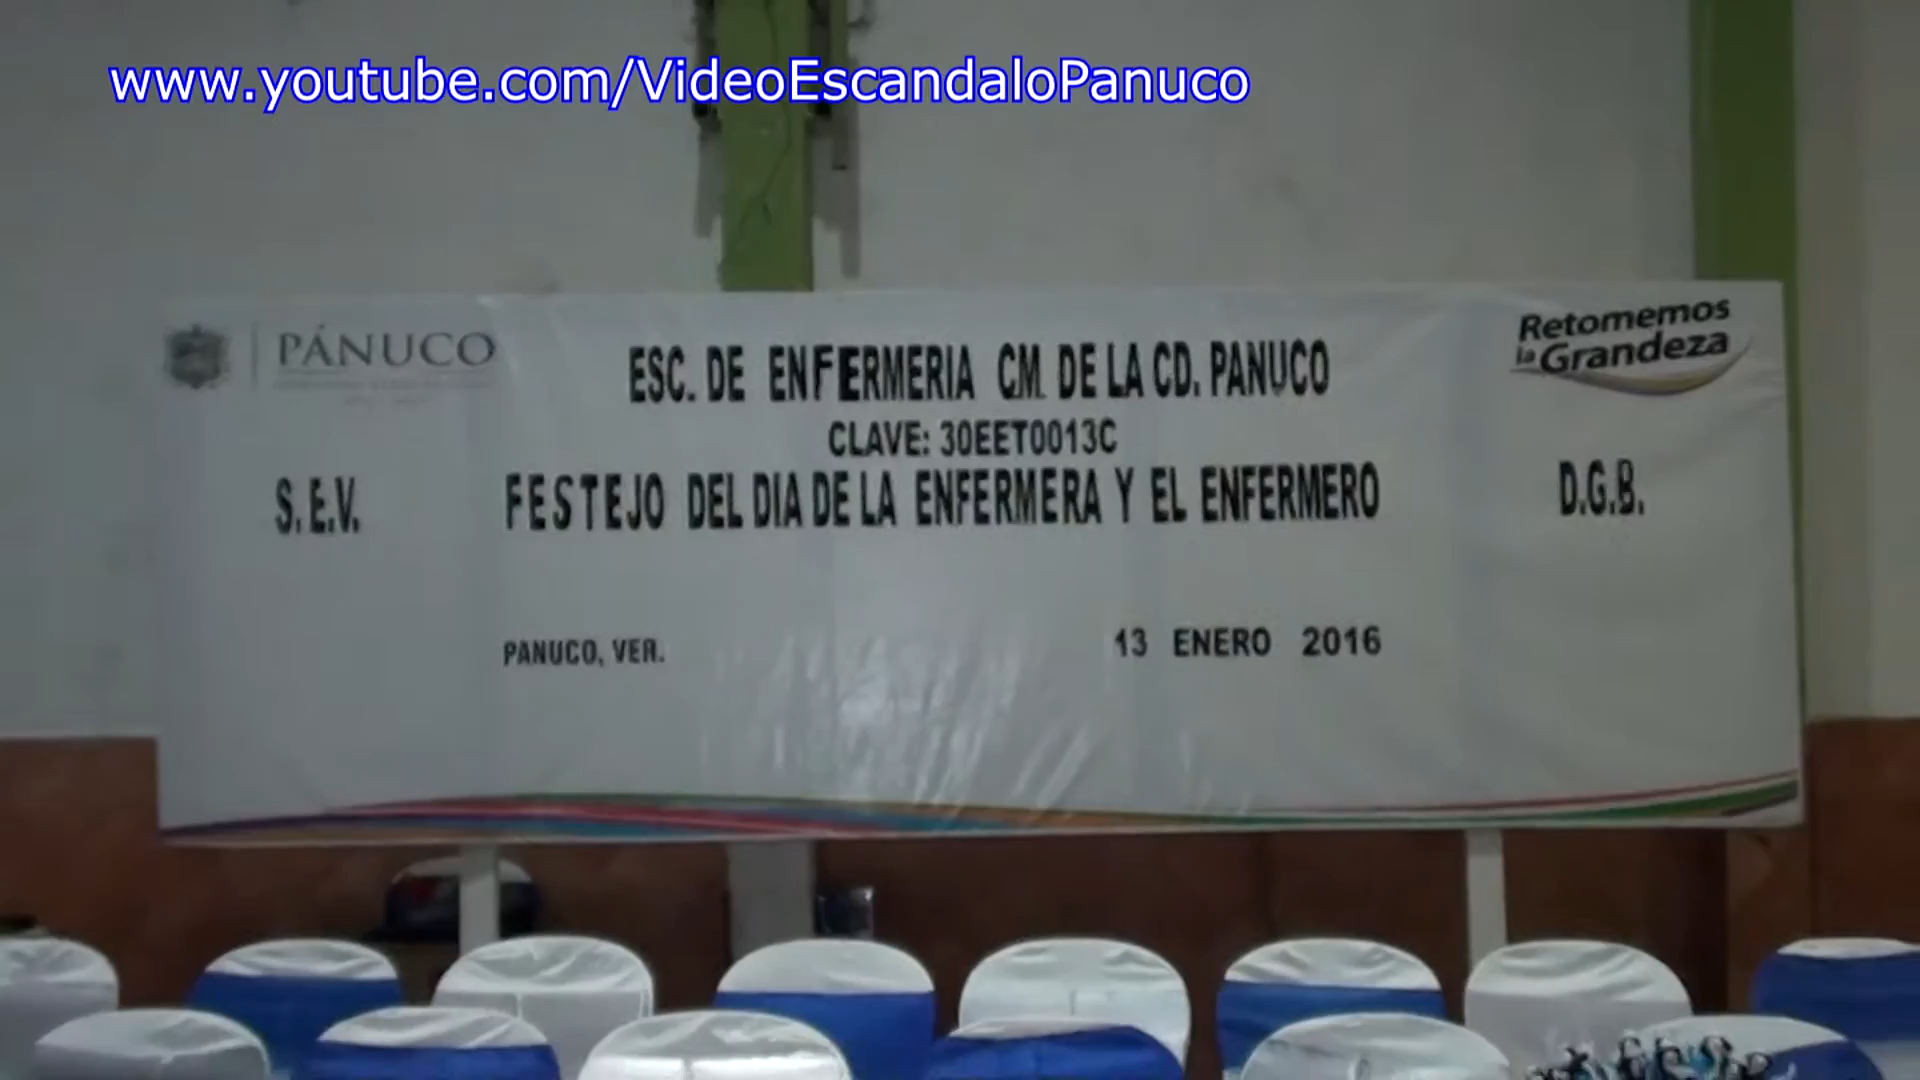 www.youtube.com/VideoEscandaloPanuco
PÁNUCO
Retomemos
la Grandeza
ESC. DE ENFERMERIA CM. DE LA CD. PANUCO
CLAVE: 30EET0013C
S.E.V.
FESTEJO DEL DIA DE LA ENFERMERA Y EL ENFERMERO
D.G.B.
PANUCO, VER.
13 ENERO 2016